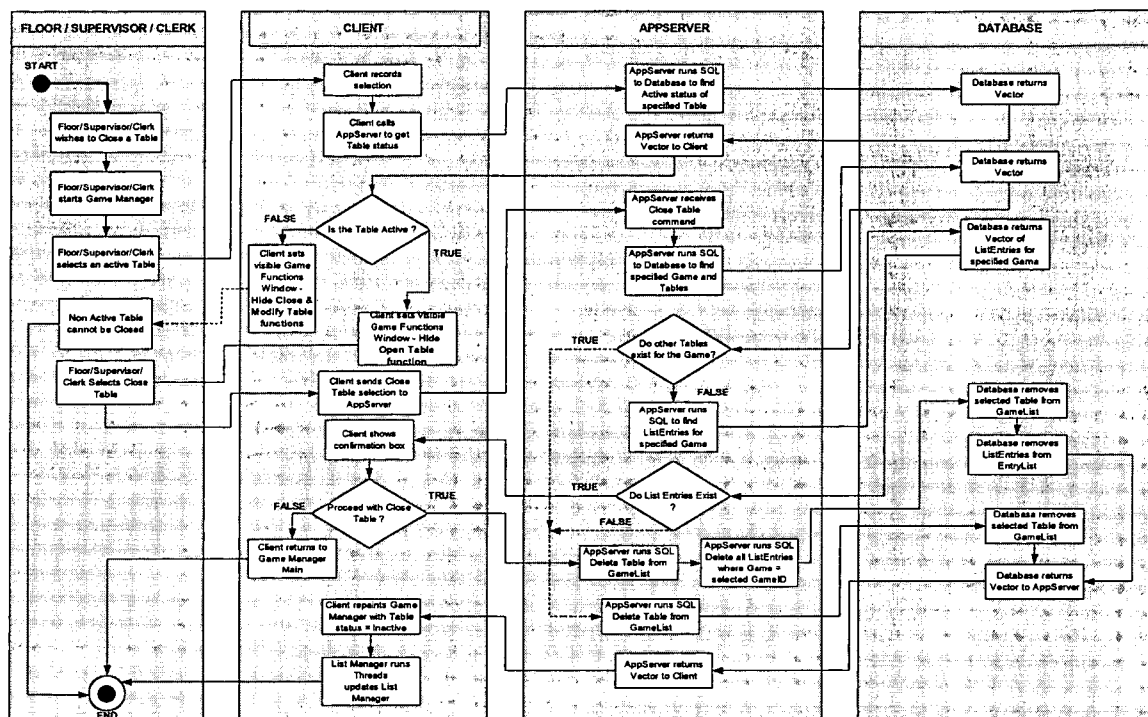 FLOOR / SUPERVISOR / CLERK
START
Floor/Supervisor/Clerk
wishes to Close a Table
Floor/Supervisor/Clerk
starts Game Manager
Floor/Supervisor/Clerk
selects an active Table
Non Active Table
cannot be Closed
Floor/Supervisor/
Clerk Selects Close
Table
END
CLIENT
Client records
selection
Client calls
AppServer to get
Table status
Is the Table Active ?
FALSE
TRUE
Client sets
visible Game
Functions
Window -
Hide Close &
Modify Table
functions
Client sets visible
Game Functions
Window - Hide
Open Table
function
Client sends Close
Table selection to
AppServer
Client shows
confirmation box
Proceed with Close
Table ?
FALSE
TRUE
Client returns to
Game Manager
Main
Client repaints Game
Manager with Table
status = Inactive
List Manager runs
Threads
updates List
Manager
APPSERVER
AppServer runs SQL
to Database to find
Active status of
specified Table
AppServer returns
Vector to Client
AppServer receives
Close Table
command
AppServer runs SQL
to Database to find
specified Game and
Tables
Do other Tables
exist for the Game?
TRUE
FALSE
AppServer runs
SQL to find
ListEntries for
specified Game
Do List Entries Exist
?
TRUE
FALSE
AppServer runs SQL
Delete Table from
GameList
AppServer runs SQL
Delete all ListEntries
where Game =
selected GameID
AppServer runs SQL
Delete Table from
GameList
AppServer returns
Vector to Client
DATABASE
Database returns
Vector
Database returns
Vector
Database returns
Vector of
ListEntries for
specified Game
Database removes
selected Table from
GameList
Database removes
ListEntries from
EntryList
Database removes
selected Table from
GameList
Database returns
Vector to AppServer